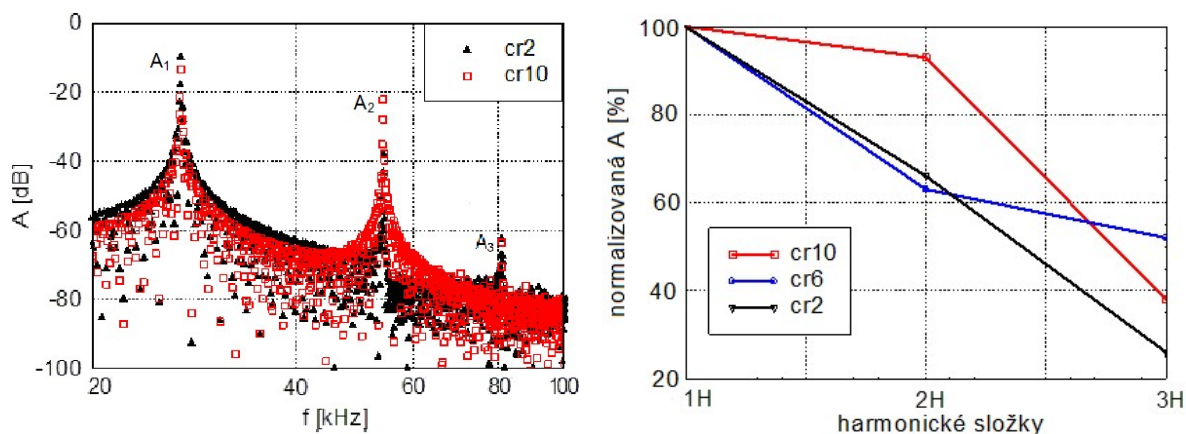 0
-20
-40
-60
-80
-100
A [dB]
20
40
60
80
100
f [kHz]
A₁
A₂
A₃
cr2
cr10
100
80
60
40
20
normalizovaná A [%]
1H
2H
3H
harmonické složky
cr10
cr6
cr2